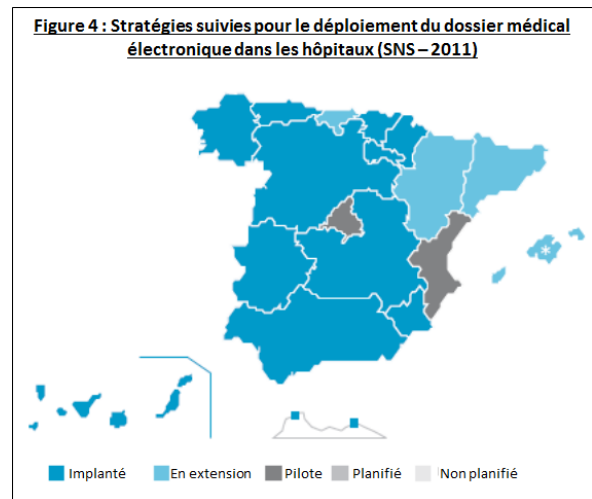 Figure 4 : Stratégies suivies pour le déploiement du dossier médical
électronique dans les hôpitaux (SNS – 2011)
*
Implanté En extension Pilote Planifié Non planifié